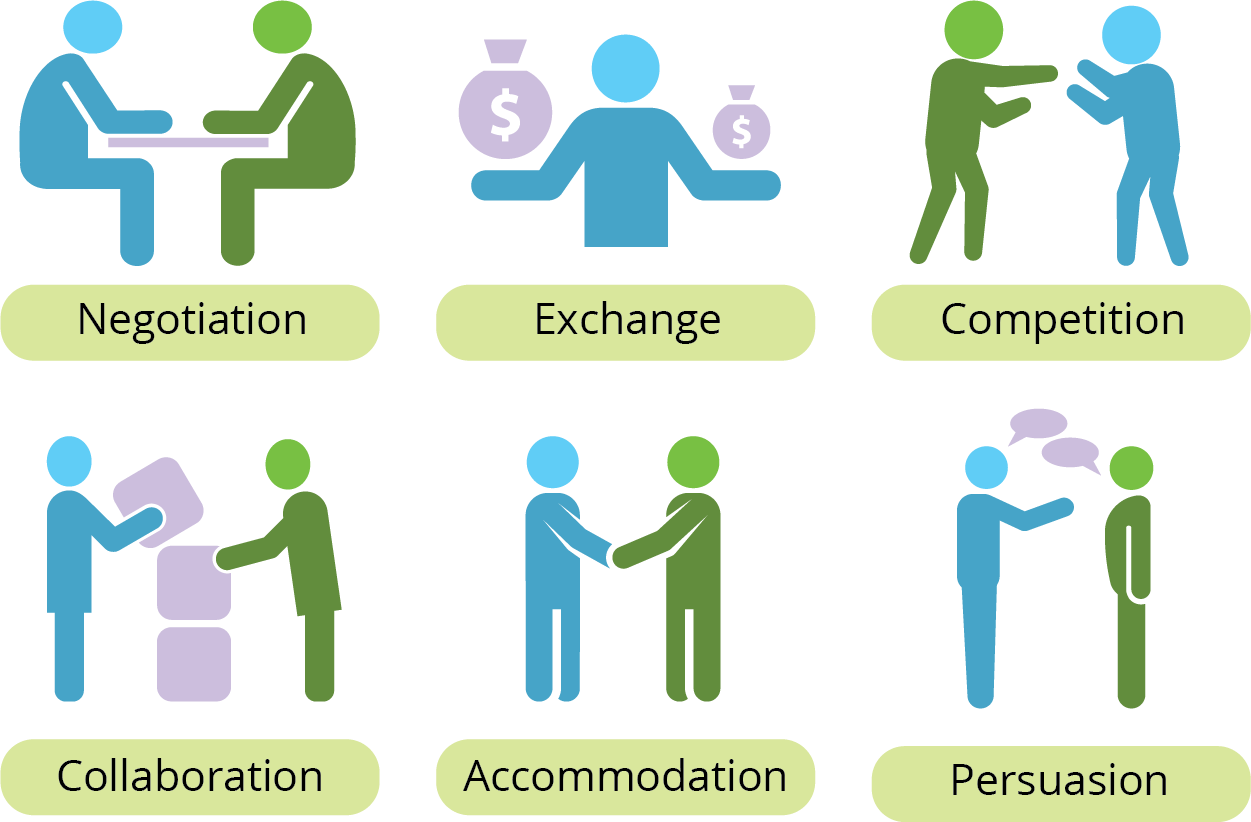 $
$
Negotiation
Exchange
Competition
Collaboration
Accommodation
Persuasion